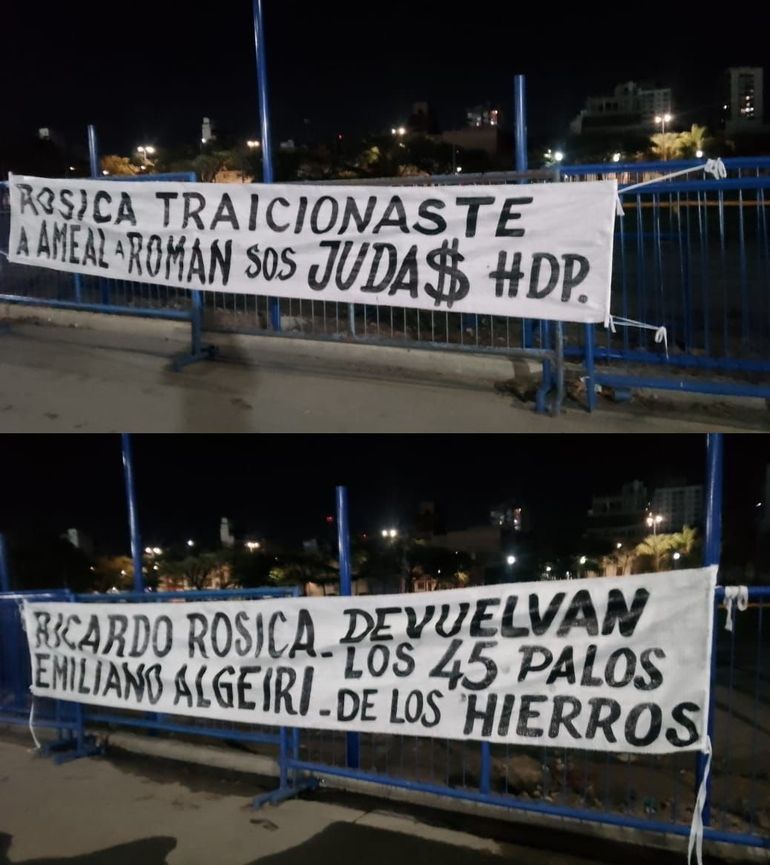 ROSICA TRAICIONASTE
A AMEAL A ROMAN SOS JUDA$ HDP.
RICARDO ROSICA - DEVUELVAN
EMILIANO ALGEIRI - LOS 45 PALOS
DE LOS HIERROS